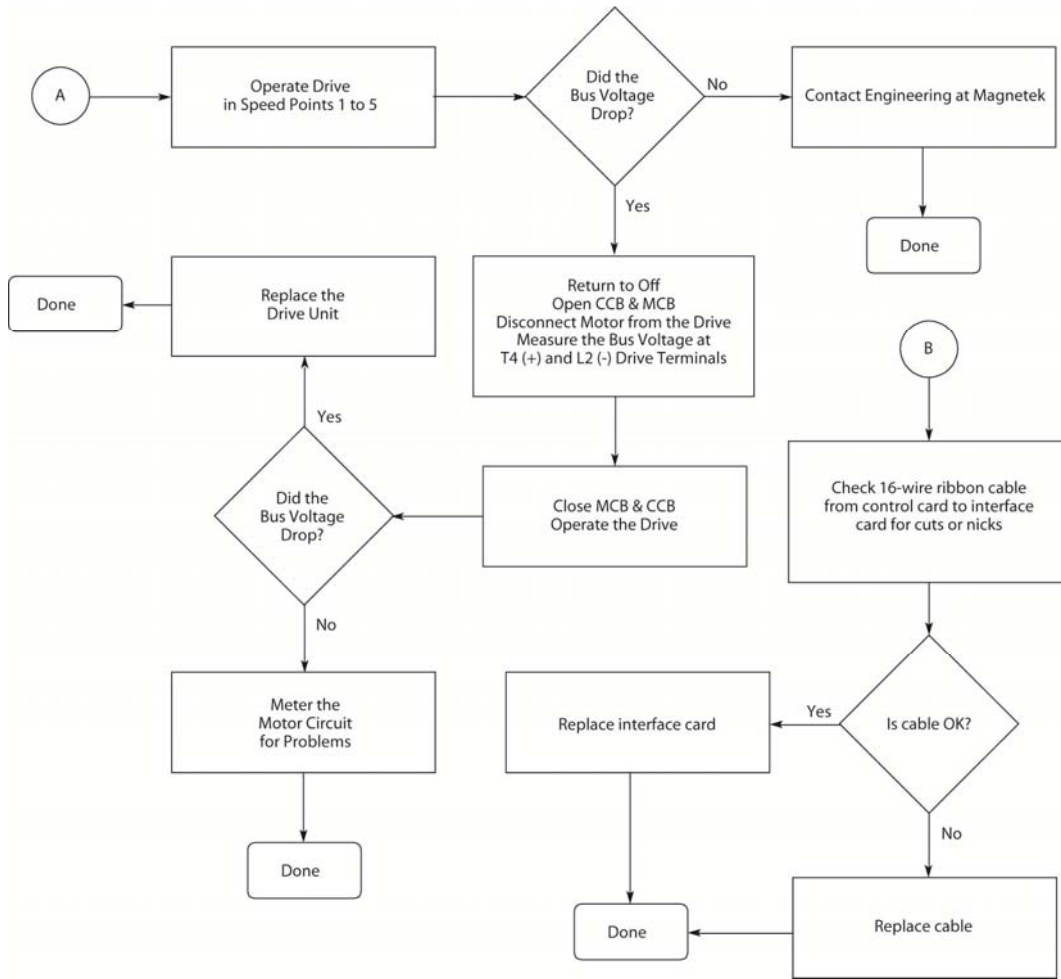 A
Operate Drive
in Speed Points 1 to 5
Did the
Bus Voltage
Drop?
No
Contact Engineering at Magnetek
Done
Yes
Return to Off
Open CCB & MCB
Disconnect Motor from the Drive
Measure the Bus Voltage at
T4 (+) and L2 (-) Drive Terminals
Close MCB & CCB
Operate the Drive
Did the
Bus Voltage
Drop?
Yes
Replace the
Drive Unit
Done
No
Meter the
Motor Circuit
for Problems
Done
B
Check 16-wire ribbon cable
from control card to interface
card for cuts or nicks
Is cable OK?
Yes
Replace interface card
No
Replace cable
Done